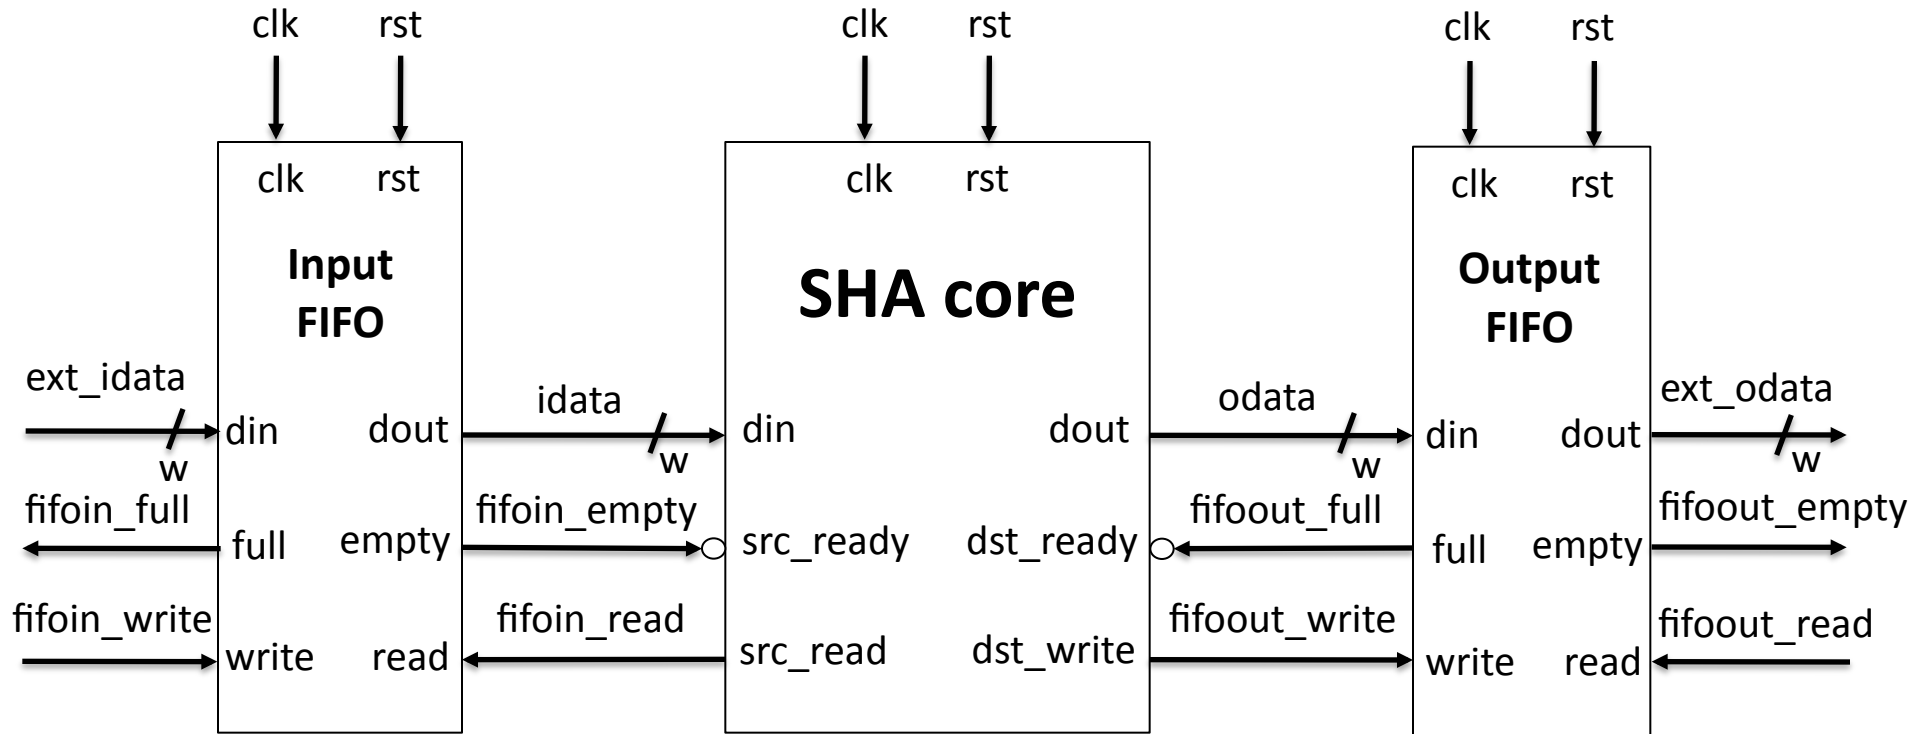 clk rst
clk rst
clk rst
clk rst
clk rst
clk rst
Input
FIFO
SHA core
Output
FIFO
ext_idata
din
dout
w
idata
w
din
dout
odata
w
din
dout
ext_odata
w
fifoin_full
full
empty
fifoin_empty
src_ready
dst_ready
fifoout_full
full
empty
fifoout_empty
fifoin_write
write
read
fifoin_read
src_read
dst_write
fifoout_write
write
read
fifoout_read